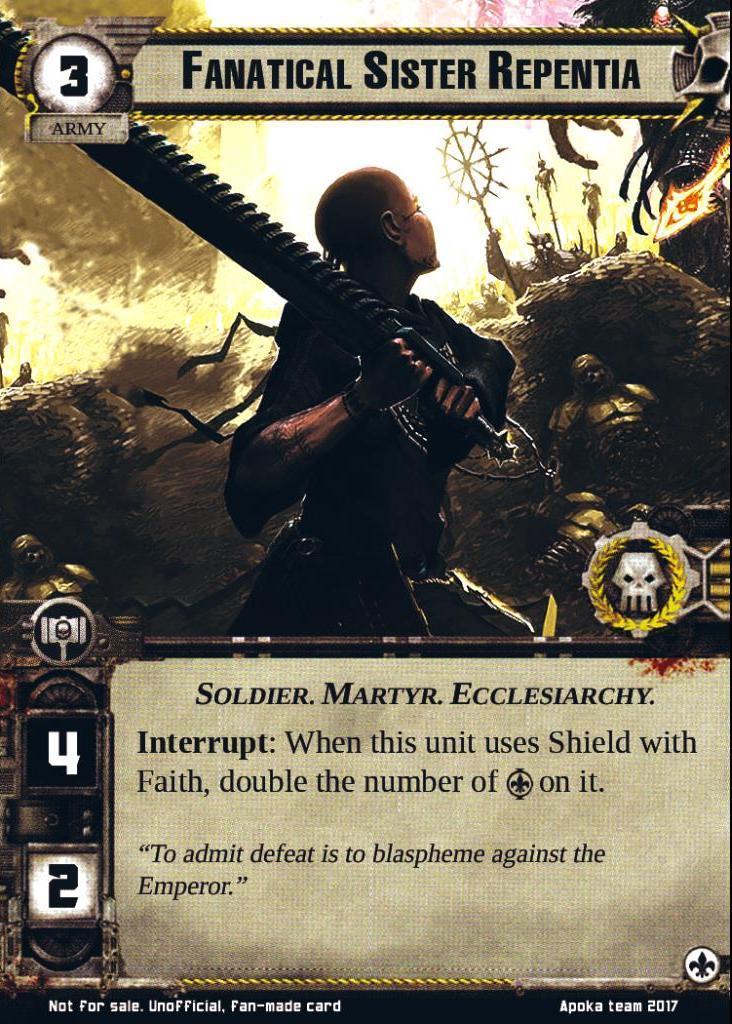 3
Fanatical Sister Repentia
ARMY
Soldier. Martyr. Ecclesiarchy.
4
Interrupt: When this unit uses Shield with
Faith, double the number of on it.
2
“To admit defeat is to blaspheme against the
Emperor.”
Not for sale. Unofficial, fan-made card
Apoka team 2017